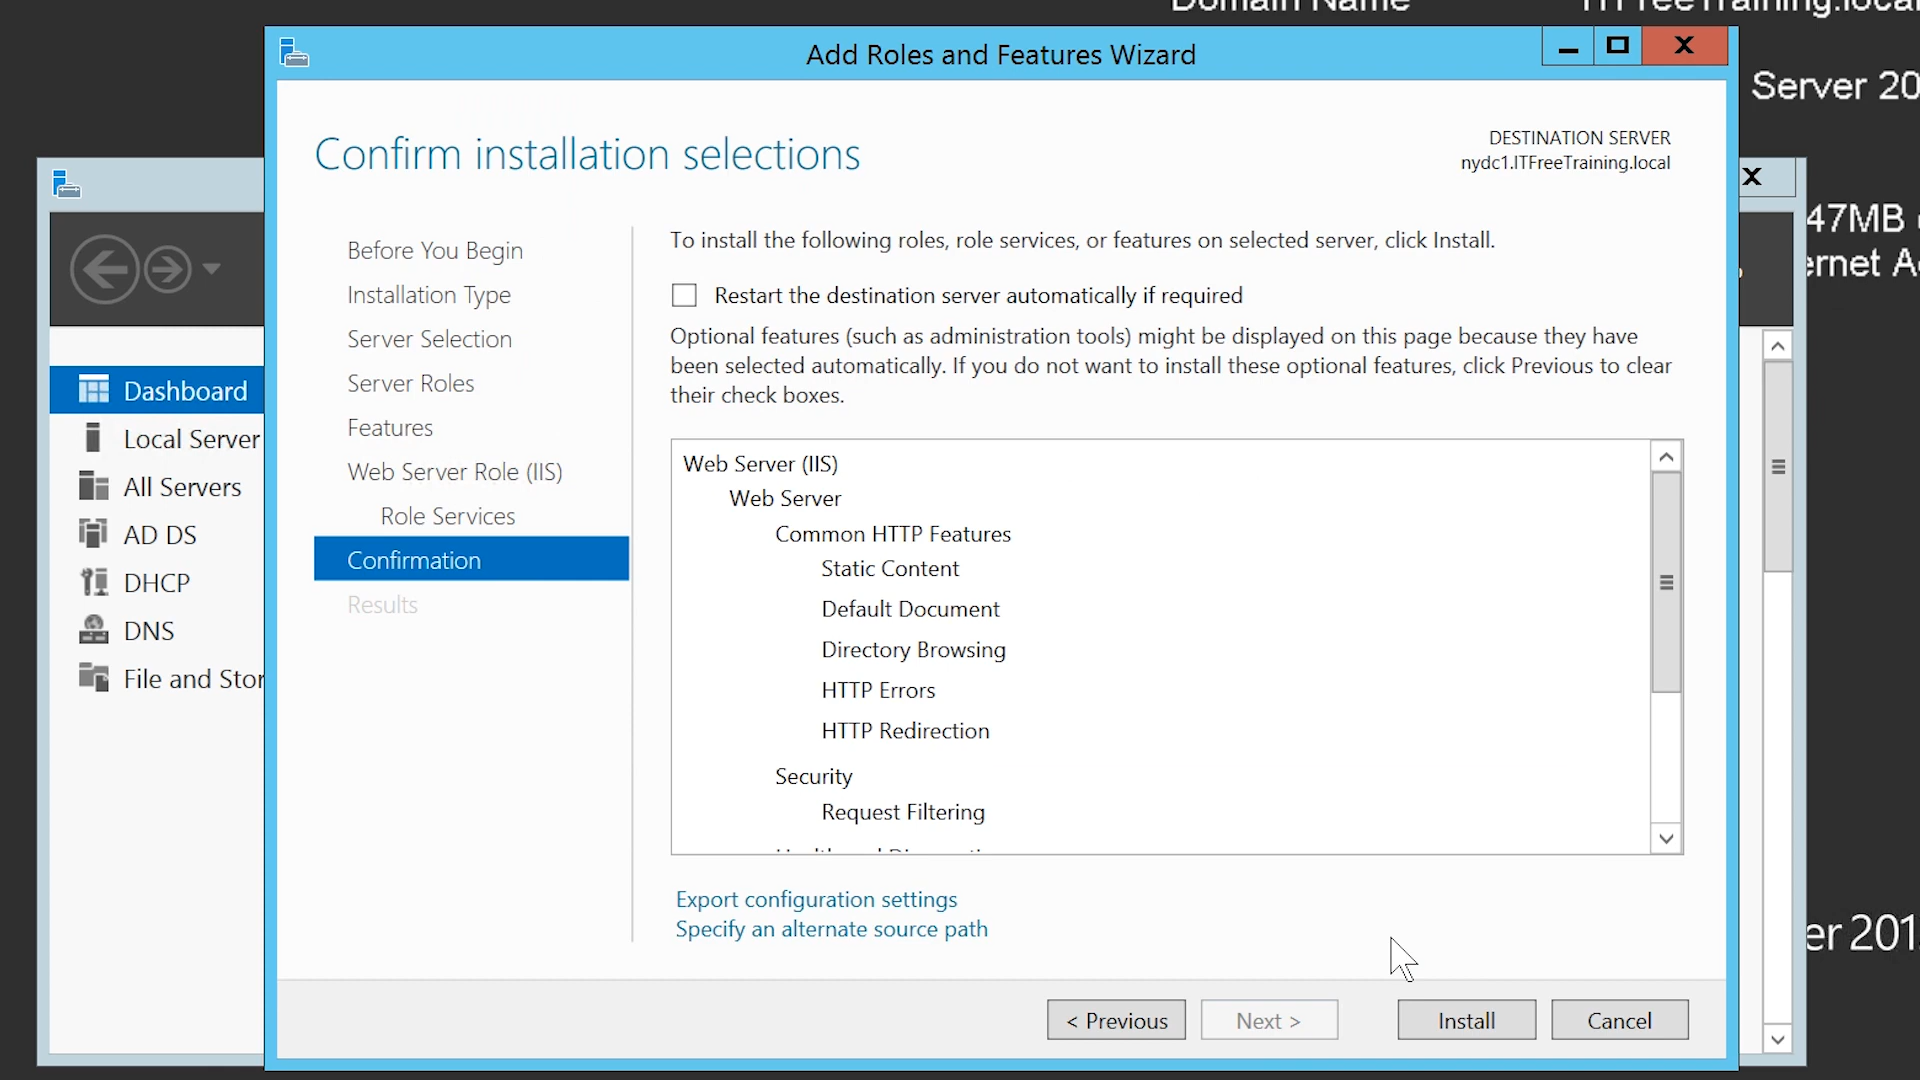 Domain Name
Add Roles and Features Wizard
Server 20
Confirm installation selections
DESTINATION SERVER
nydc1.ITFreeTraining.local
47MB
ernet A
Before You Begin
Installation Type
Server Selection
Server Roles
Features
Web Server Role (IIS)
Role Services
Confirmation
Results
To install the following roles, role services, or features on selected server, click Install.
Restart the destination server automatically if required
Optional features (such as administration tools) might be displayed on this page because they have
been selected automatically. If you do not want to install these optional features, click Previous to clear
their check boxes.
Dashboard
Local Server
All Servers
AD DS
DHCP
DNS
File and Stor
Web Server (IIS)
Web Server
Common HTTP Features
Static Content
Default Document
Directory Browsing
HTTP Errors
HTTP Redirection
Security
Request Filtering
Export configuration settings
Specify an alternate source path
er 201
< Previous
Next >
Install
Cancel